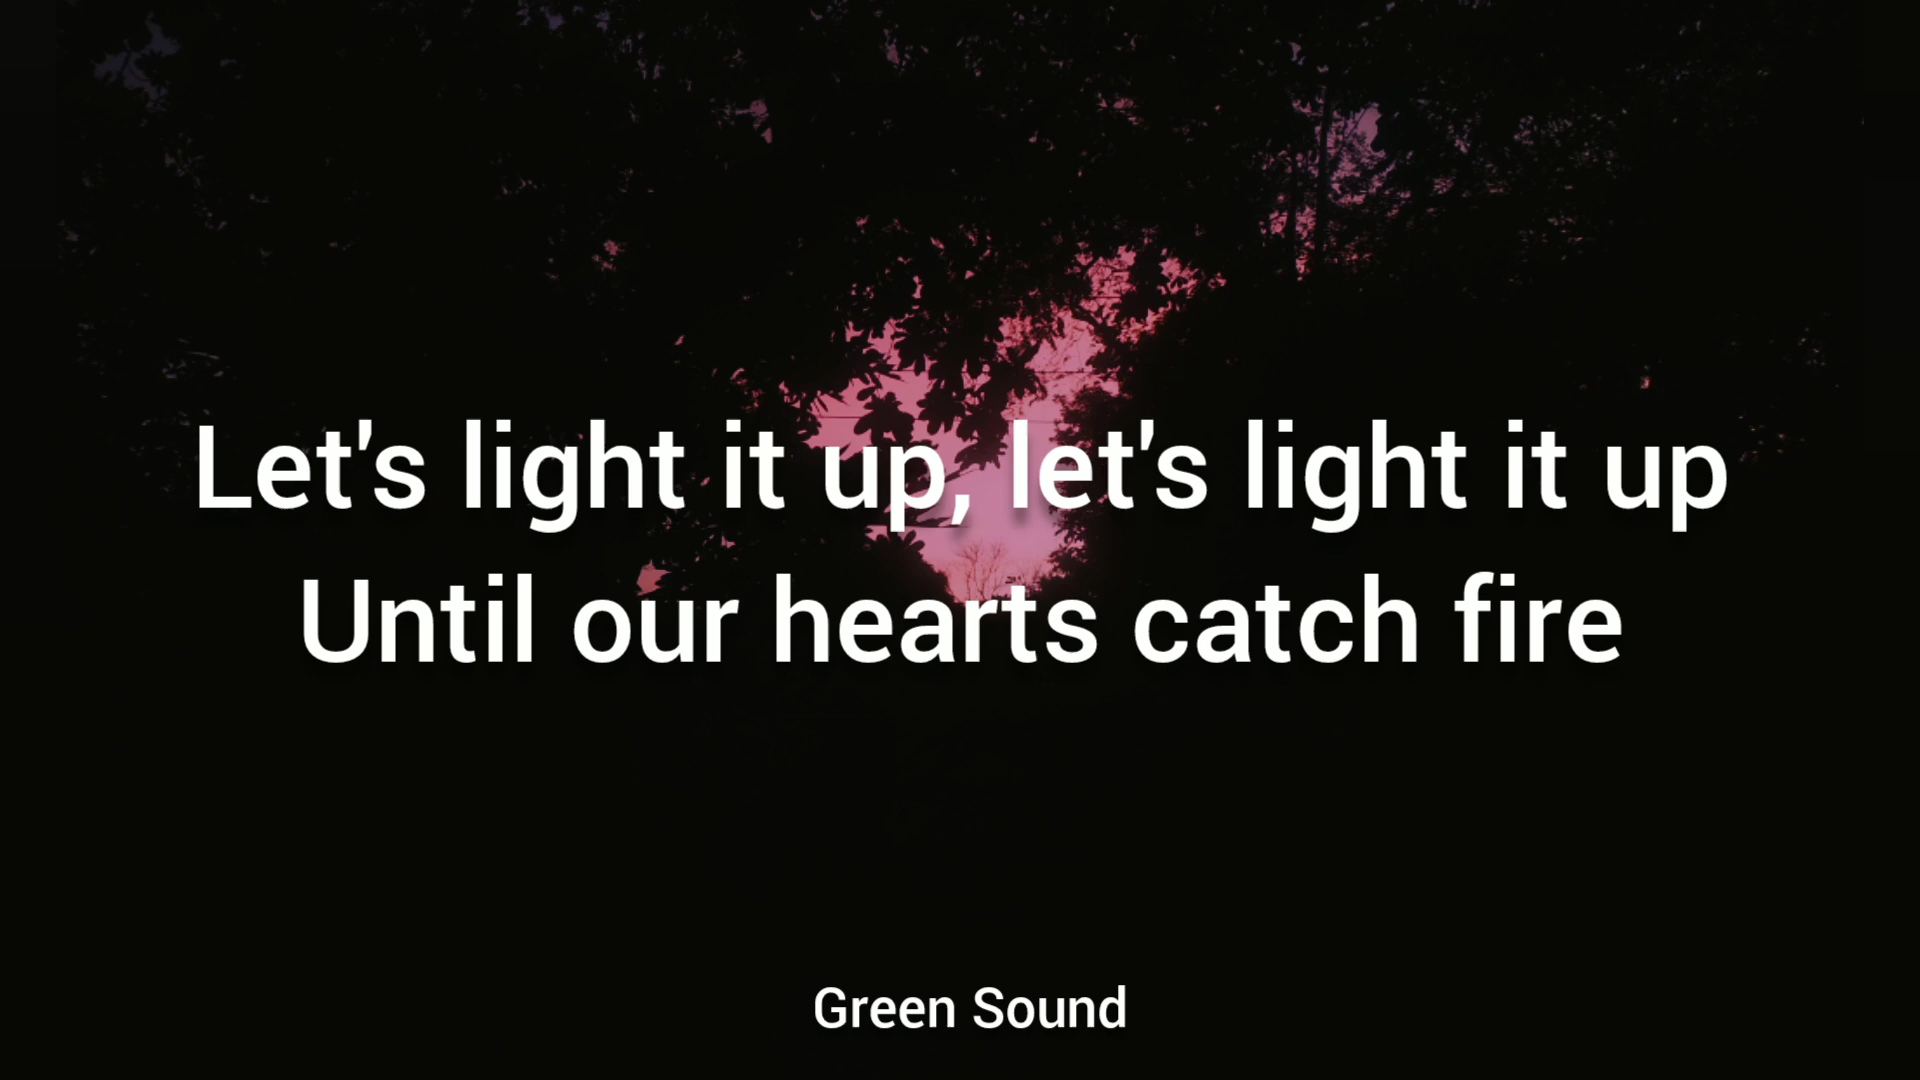 Let's light it up, let's light it up
Until our hearts catch fire
Green Sound